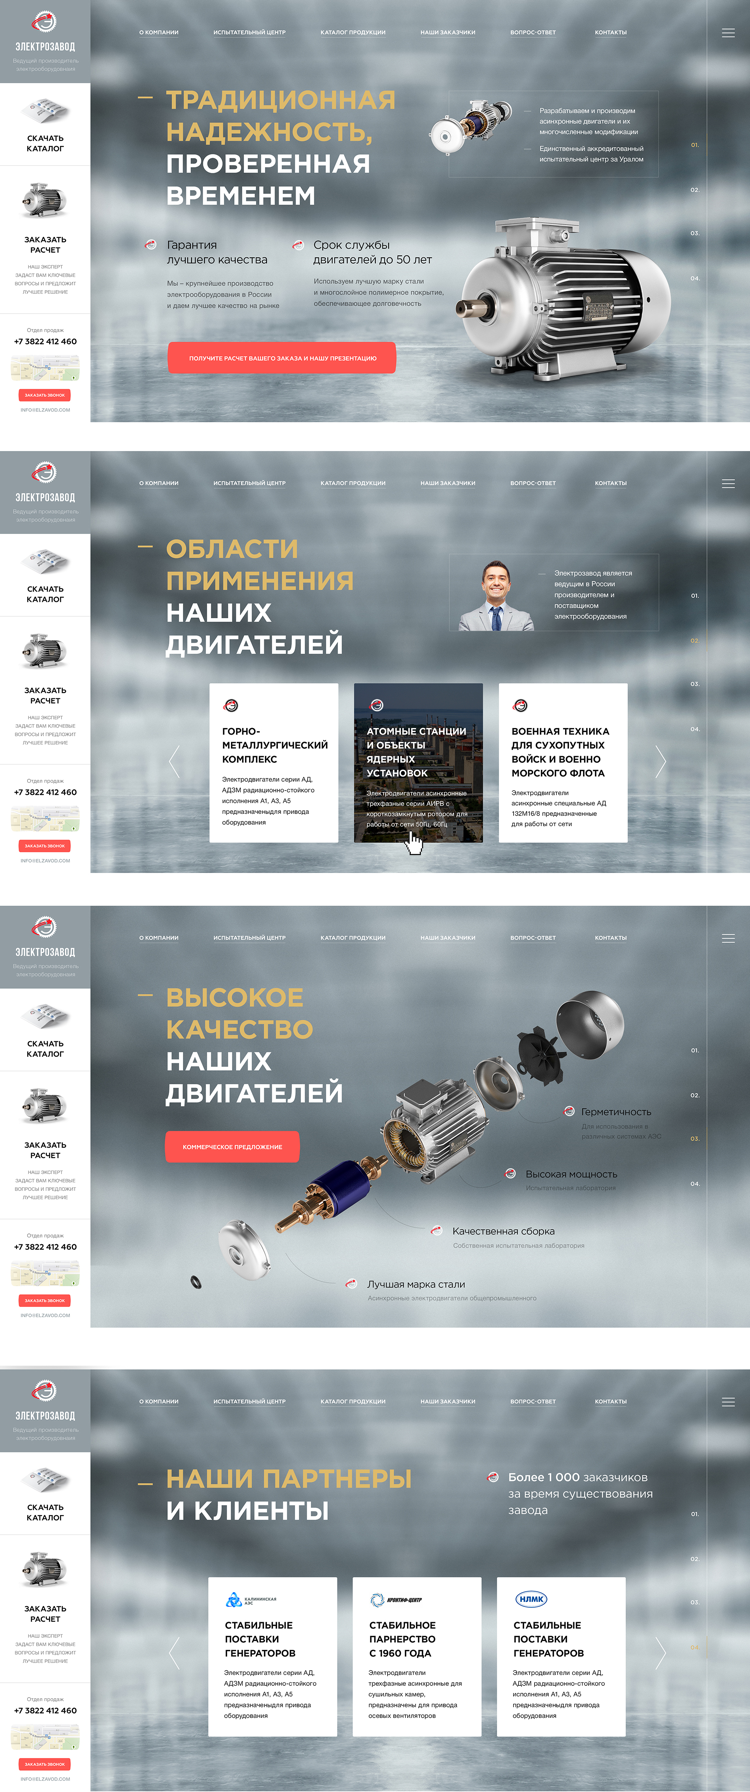 ЭЛЕКТРОЗАВОД
Ведущий производитель
электрооборудования
СКАЧАТЬ
КАТАЛОГ
ЗАКАЗАТЬ
РАСЧЕТ
НАШ ЭКСПЕРТ
ЗАДАСТ ВАМ КЛЮЧЕВЫЕ
ВОПРОСЫ И ПРЕДЛОЖИТ
ЛУЧШЕЕ РЕШЕНИЕ
Отдел продаж
+7 3822 412 460
ЗАКАЗАТЬ ЗВОНОК
INFO@ELZAVOD.COM
О КОМПАНИИ ИСПЫТАТЕЛЬНЫЙ ЦЕНТР КАТАЛОГ ПРОДУКЦИИ НАШИ ЗАКАЗЧИКИ ВОПРОС-ОТВЕТ КОНТАКТЫ
ТРАДИЦИОННАЯ
НАДЕЖНОСТЬ,
ПРОВЕРЕННАЯ
ВРЕМЕНЕМ
Разрабатываем и производим
асинхронные двигатели и их
многочисленные модификации
Единственный аккредитованный
испытательный центр за Уралом
01.
02.
03.
04.
Гарантия
лучшего качества
Мы – крупнейшее производство
электрооборудования в России
и даем лучшее качество на рынке
Срок службы
двигателей до 50 лет
Используем лучшую марку стали
и многослойное полимерное покрытие,
обеспечивающее долговечность
ПОЛУЧИТЕ РАСЧЕТ ВАШЕГО ЗАКАЗА И НАШУ ПРЕЗЕНТАЦИЮ
ЭЛЕКТРОЗАВОД
Ведущий производитель
электрооборудования
СКАЧАТЬ
КАТАЛОГ
ЗАКАЗАТЬ
РАСЧЕТ
НАШ ЭКСПЕРТ
ЗАДАСТ ВАМ КЛЮЧЕВЫЕ
ВОПРОСЫ И ПРЕДЛОЖИТ
ЛУЧШЕЕ РЕШЕНИЕ
Отдел продаж
+7 3822 412 460
ЗАКАЗАТЬ ЗВОНОК
INFO@ELZAVOD.COM
О КОМПАНИИ ИСПЫТАТЕЛЬНЫЙ ЦЕНТР КАТАЛОГ ПРОДУКЦИИ НАШИ ЗАКАЗЧИКИ ВОПРОС-ОТВЕТ КОНТАКТЫ
ОБЛАСТИ
ПРИМЕНЕНИЯ
НАШИХ
ДВИГАТЕЛЕЙ
Электрозавод является
ведущим в России
производителем и
поставщиком
электрооборудования
01.
02.
03.
04.
ГОРНО-
МЕТАЛЛУРГИЧЕСКИЙ
КОМПЛЕКС
Электродвигатели серии АД,
АДЗМ радиационно-стойкого
исполнения А1, А3, А5
предназначеныдля привода
оборудования
АТОМНЫЕ СТАНЦИИ
И ОБЪЕКТЫ
ЯДЕРНЫХ
УСТАНОВОК
Электродвигатели асинхронные
трехфазные серии АИРВ с
короткозамкнутым ротором для
работы от сети 50Гц, 60Гц
ВОЕННАЯ ТЕХНИКА
ДЛЯ СУХОПУТНЫХ
ВОЙСК И ВОЕННО
МОРСКОГО ФЛОТА
Электродвигатели
асинхронные специальные АД
132М16/8 предназначенные
для работы от сети
ЭЛЕКТРОЗАВОД
Ведущий производитель
электрооборудования
СКАЧАТЬ
КАТАЛОГ
ЗАКАЗАТЬ
РАСЧЕТ
НАШ ЭКСПЕРТ
ЗАДАСТ ВАМ КЛЮЧЕВЫЕ
ВОПРОСЫ И ПРЕДЛОЖИТ
ЛУЧШЕЕ РЕШЕНИЕ
Отдел продаж
+7 3822 412 460
ЗАКАЗАТЬ ЗВОНОК
INFO@ELZAVOD.COM
О КОМПАНИИ ИСПЫТАТЕЛЬНЫЙ ЦЕНТР КАТАЛОГ ПРОДУКЦИИ НАШИ ЗАКАЗЧИКИ ВОПРОС-ОТВЕТ КОНТАКТЫ
ВЫСОКОЕ
КАЧЕСТВО
НАШИХ
ДВИГАТЕЛЕЙ
КОММЕРЧЕСКОЕ ПРЕДЛОЖЕНИЕ
01.
02.
03.
04.
Герметичность
Для использования в
различных системах АЭС
Высокая мощность
Испытательная лаборатория
Качественная сборка
Собственная испытательная лаборатория
Лучшая марка стали
Асинхронные электродвигатели общепромышленного
ЭЛЕКТРОЗАВОД
Ведущий производитель
электрооборудования
СКАЧАТЬ
КАТАЛОГ
ЗАКАЗАТЬ
РАСЧЕТ
НАШ ЭКСПЕРТ
ЗАДАСТ ВАМ КЛЮЧЕВЫЕ
ВОПРОСЫ И ПРЕДЛОЖИТ
ЛУЧШЕЕ РЕШЕНИЕ
Отдел продаж
+7 3822 412 460
ЗАКАЗАТЬ ЗВОНОК
INFO@ELZAVOD.COM
О КОМПАНИИ ИСПЫТАТЕЛЬНЫЙ ЦЕНТР КАТАЛОГ ПРОДУКЦИИ НАШИ ЗАКАЗЧИКИ ВОПРОС-ОТВЕТ КОНТАКТЫ
НАШИ ПАРТНЕРЫ
И КЛИЕНТЫ
Более 1 000 заказчиков
за время существования
завода
01.
02.
03.
04.
КАЛИНИНСКАЯ
АЭС
СТАБИЛЬНЫЕ
ПОСТАВКИ
ГЕНЕРАТОРОВ
Электродвигатели серии АД,
АДЗМ радиационно-стойкого
исполнения А1, А3, А5
предназначеныдля привода
оборудования
КРОНТИФ-ЦЕНТР
СТАБИЛЬНОЕ
ПАРНЕРСТВО
С 1960 ГОДА
Электродвигатели
трехфазные асинхронные для
сушильных камер,
предназначены для привода
осевых вентиляторов
НЛМК
СТАБИЛЬНЫЕ
ПОСТАВКИ
ГЕНЕРАТОРОВ
Электродвигатели серии АД,
АДЗМ радиационно-стойкого
исполнения А1, А3, А5
предназначеныдля привода
оборудования